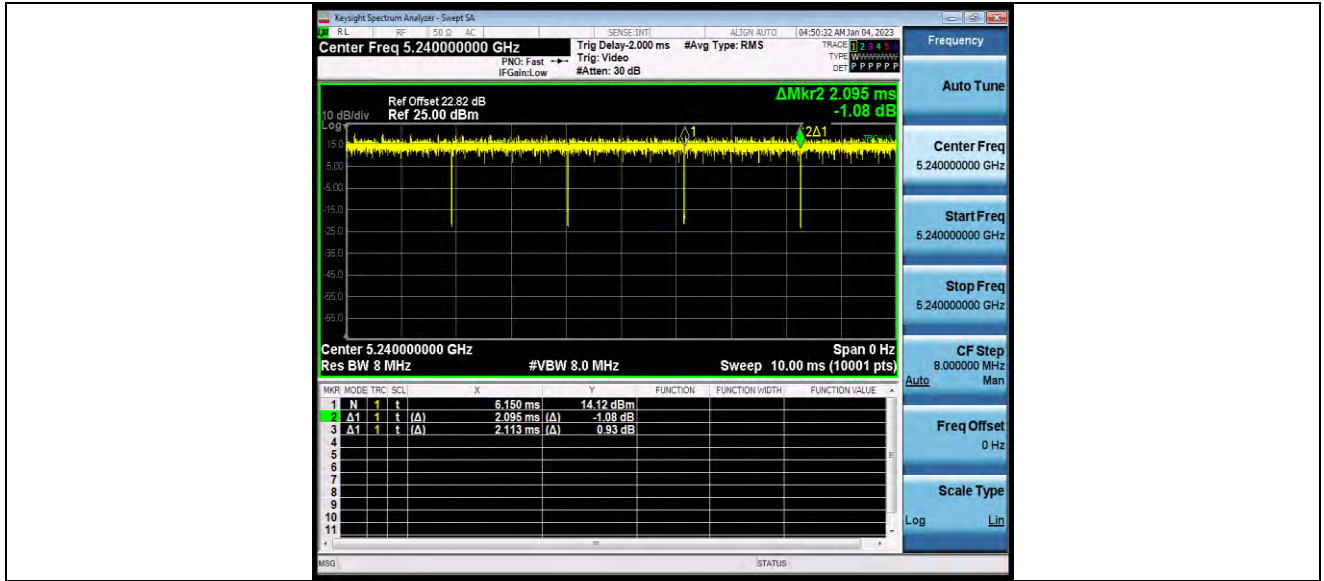 Keysight Spectrum Analyzer - Swept SA
RL RF 50 Ω AC SENSE:INT ALIGN AUTO 04:50:32 AM Jan 04, 2023
Center Freq 5.240000000 GHz Trig Delay-2.000 ms #Avg Type: RMS TRACE 1 2 3 4 5 6
PNO: Fast Trig: Video TYPE
IFGain:Low #Atten: 30 dB DET P P P P P P
Frequency
ΔMkr2 2.095 ms
Ref Offset 22.82 dB
10 dB/div Ref 25.00 dBm -1.08 dB
Log
1 2Δ1
15.0
5.00
-5.00
-15.0
-25.0
-35.0
-45.0
-55.0
-65.0
Center 5.240000000 GHz Span 0 Hz
Res BW 8 MHz #VBW 8.0 MHz Sweep 10.00 ms (10001 pts)
MKR MODE TRC SCL X Y FUNCTION FUNCTION WIDTH FUNCTION VALUE
1 N 1 t 6.150 ms 14.12 dBm
2 Δ1 1 t (Δ) 2.095 ms (Δ) -1.08 dB
3 Δ1 1 t (Δ) 2.113 ms (Δ) 0.93 dB
4
5
6
7
8
9
10
11
MSG STATUS
Auto Tune
Center Freq
5.240000000 GHz
Start Freq
5.240000000 GHz
Stop Freq
5.240000000 GHz
CF Step
8.000000 MHz
Auto Man
Freq Offset
0 Hz
Scale Type
Log Lin